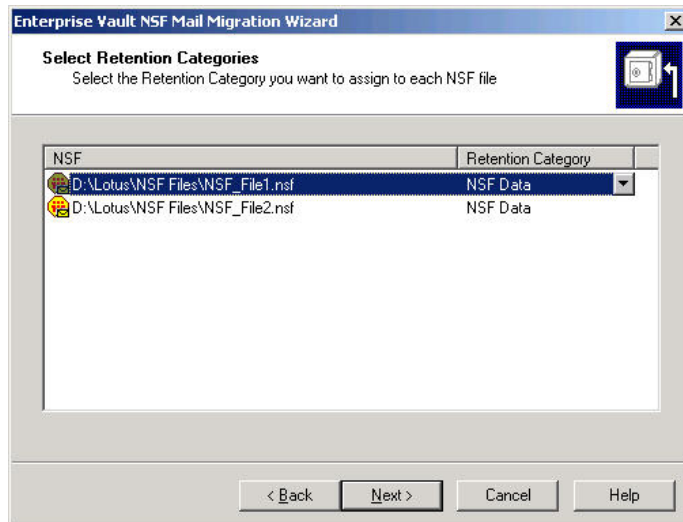 Enterprise Vault NSF Mail Migration Wizard
Select Retention Categories
Select the Retention Category you want to assign to each NSF file
NSF Retention Category
D:\Lotus\NSF Files\NSF_File1.nsf NSF Data
D:\Lotus\NSF Files\NSF_File2.nsf NSF Data
< Back Next > Cancel Help